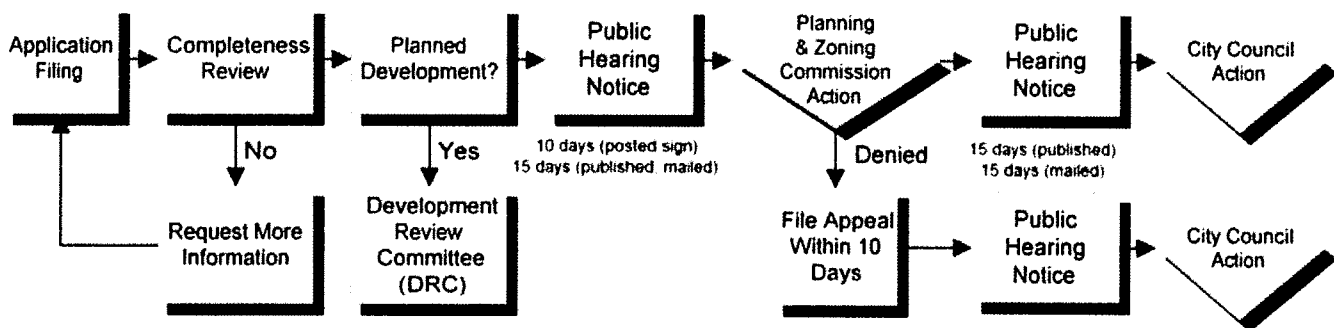 Application
Filing
Completeness
Review
Planned
Development?
Public
Hearing
Notice
Planning
& Zoning
Commission
Action
Public
Hearing
Notice
City Council
Action
No
Yes
10 days (posted sign)
15 days (published, mailed)
Denied
15 days (published)
15 days (mailed)
Request More
Information
Development
Review
Committee
(DRC)
File Appeal
Within 10
Days
Public
Hearing
Notice
City Council
Action